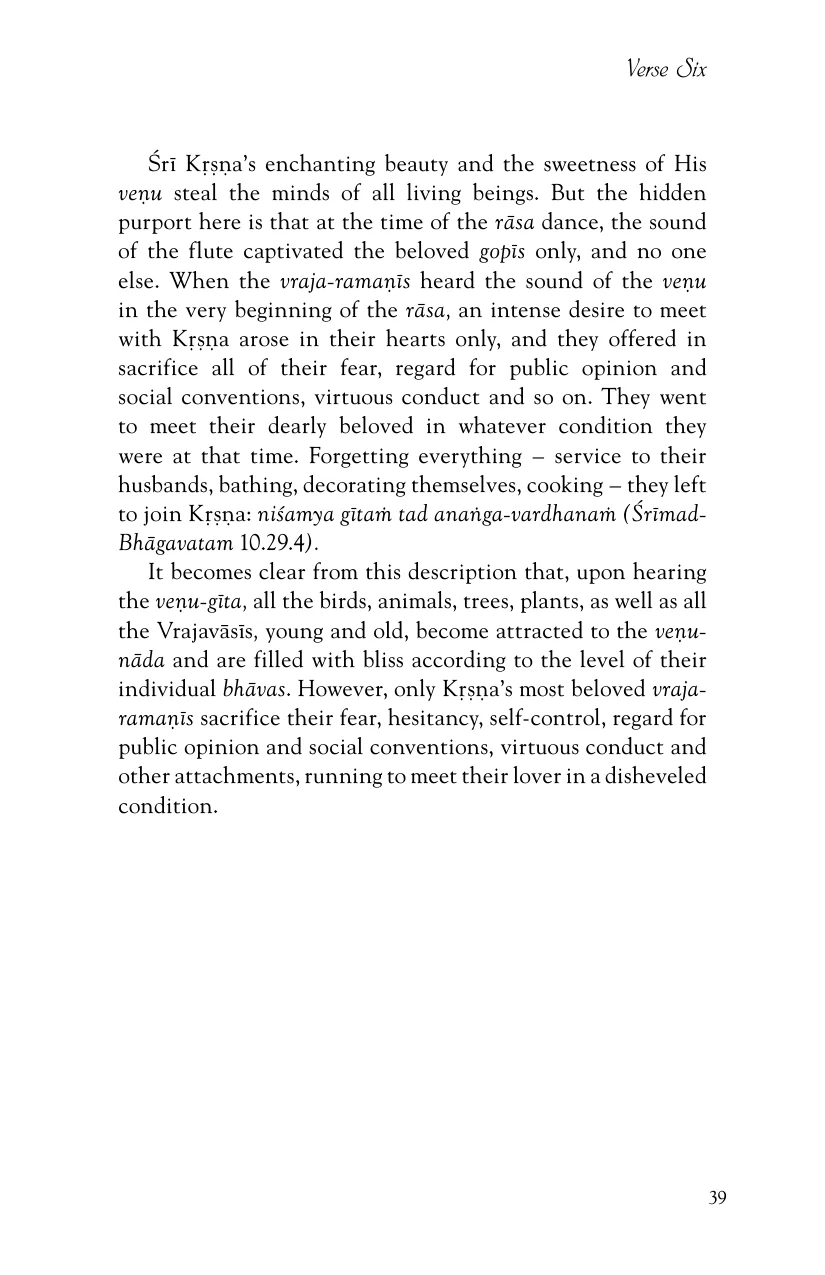 Verse Six
Śrī Kṛṣṇa’s enchanting beauty and the sweetness of His
veṇu steal the minds of all living beings. But the hidden
purport here is that at the time of the rāsa dance, the sound
of the flute captivated the beloved gopīs only, and no one
else. When the vraja-ramaṇīs heard the sound of the veṇu
in the very beginning of the rāsa, an intense desire to meet
with Kṛṣṇa arose in their hearts only, and they offered in
sacrifice all of their fear, regard for public opinion and
social conventions, virtuous conduct and so on. They went
to meet their dearly beloved in whatever condition they
were at that time. Forgetting everything – service to their
husbands, bathing, decorating themselves, cooking – they left
to join Kṛṣṇa: niśamya gītaṁ tad anaṅga-vardhanaṁ (Śrīmad-
Bhāgavatam 10.29.4).
It becomes clear from this description that, upon hearing
the veṇu-gīta, all the birds, animals, trees, plants, as well as all
the Vrajavāsīs, young and old, become attracted to the veṇu-
nāda and are filled with bliss according to the level of their
individual bhāvas. However, only Kṛṣṇa’s most beloved vraja-
ramaṇīs sacrifice their fear, hesitancy, self-control, regard for
public opinion and social conventions, virtuous conduct and
other attachments, running to meet their lover in a disheveled
condition.
39